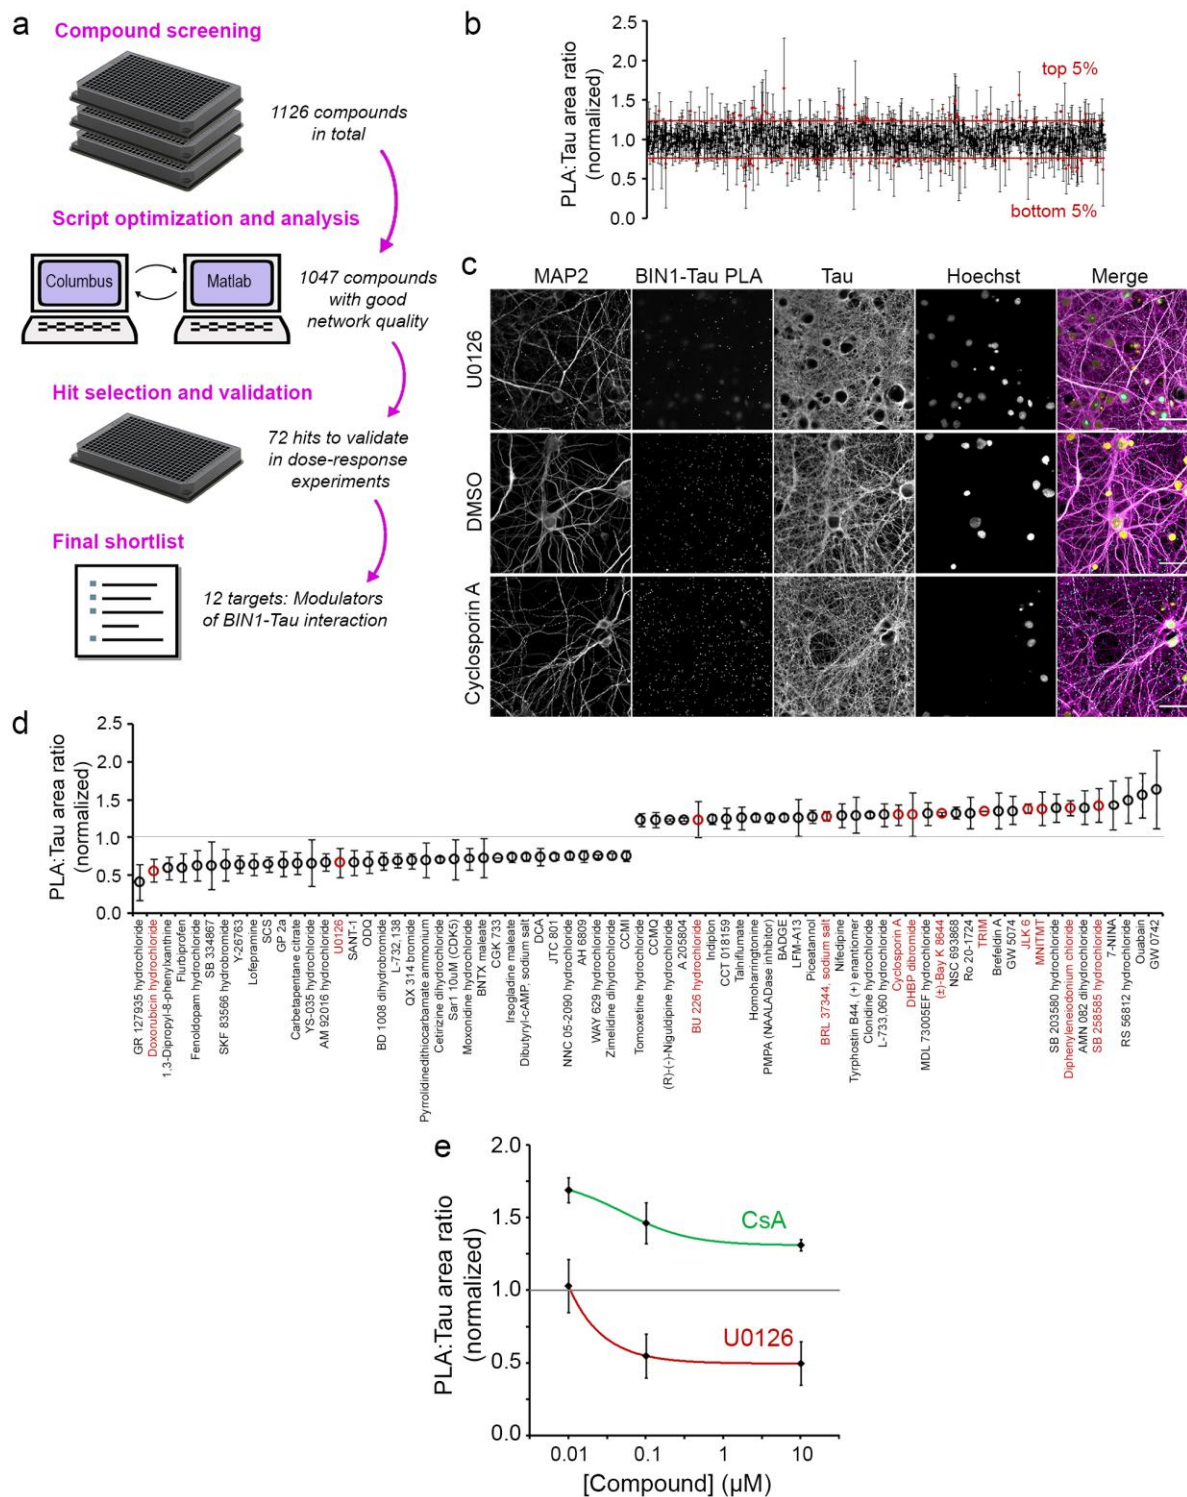 a
Compound screening
1126 compounds
in total
Script optimization and analysis
Columbus
Matlab
1047 compounds
with good
network quality
Hit selection and validation
72 hits to validate
in dose-response
experiments
Final shortlist
12 targets: Modulators
of BIN1-Tau interaction
b
PLA:Tau area ratio
(normalized)
2.5
2.0
1.5
1.0
0.5
0.0
top 5%
bottom 5%
c
MAP2
BIN1-Tau PLA
Tau
Hoechst
Merge
U0126
DMSO
Cyclosporin A
d
PLA:Tau area ratio
(normalized)
2.5
2.0
1.5
1.0
0.5
0.0
GR 127935 hydrochloride
Doxorubicin hydrochloride
1,3-Dipropyl-8-phenylxanthine
Flurbiprofen
Fenoldopam hydrochloride
SB 334867
SKF 83566 hydrobromide
Y-26763
Lofepramine
SCS
GP 2a
Carbetapentane citrate
YS-035 hydrochloride
AM 92016 hydrochloride
U0126
SANT-1
ODQ
BD 1008 dihydrobromide
L-732,138
QX 314 bromide
Pyrrolidinedithiocarbamate ammonium
Cetirizine dihydrochloride
Sar1 10uM (CDK5)
Moxonidine hydrochloride
BNTX maleate
CGK 733
Irsogladine maleate
Dibutyryl-cAMP, sodium salt
DCA
JTC 801
NNC 05-2090 hydrochloride
AH 6809
WAY 629 hydrochloride
Zimelidine dihydrochloride
CCMI
Tomoxetine hydrochloride
CCMQ
(R)-(-)-Niguldipine hydrochloride
A 205804
BU 226 hydrochloride
Indiplon
CCT 018159
Talniflumate
Homoharringtonine
PMPA (NAALADase inhibitor)
BADGE
LFM-A13
Piceatannol
BRL 37344, sodium salt
Nifedipine
Tyrphostin B44, (+) enantiomer
Clonidine hydrochloride
L-733,060 hydrochloride
Cyclosporin A
DHBP dibromide
MDL 73005EF hydrochloride
(±)-Bay K 8644
NSC 693868
Ro 20-1724
TRIM
Brefeldin A
GW 5074
JLK 6
MNITMT
SB 203580 hydrochloride
Diphenyleneiodonium chloride
AMN 082 dihydrochloride
SB 258585 hydrochloride
7-NINA
RS 56812 hydrochloride
Ouabain
GW 0742
e
PLA:Tau area ratio
(normalized)
2.0
1.5
1.0
0.5
0.0
CsA
U0126
0.01
0.1
1
10
[Compound] (µM)